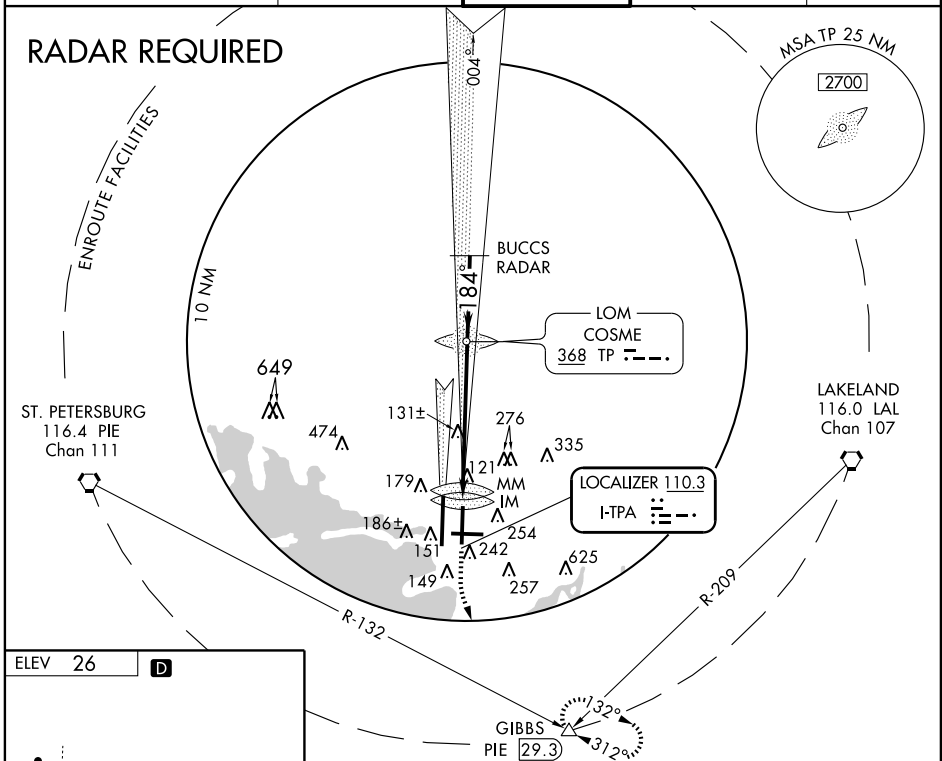 RADAR REQUIRED
MSA TP 25 NM
2700
004°
ENROUTE FACILITIES
10 NM
BUCCS
RADAR
184°
LOM
COSME
368 TP
649
474
131±
276
335
121
179
MM
IM
LOCALIZER 110.3
I-TPA
254
186±
151
242
149
257
625
ST. PETERSBURG
116.4 PIE
Chan 111
LAKELAND
116.0 LAL
Chan 107
R-132
R-209
GIBBS
PIE 29.3
132°
312°
ELEV 26
D